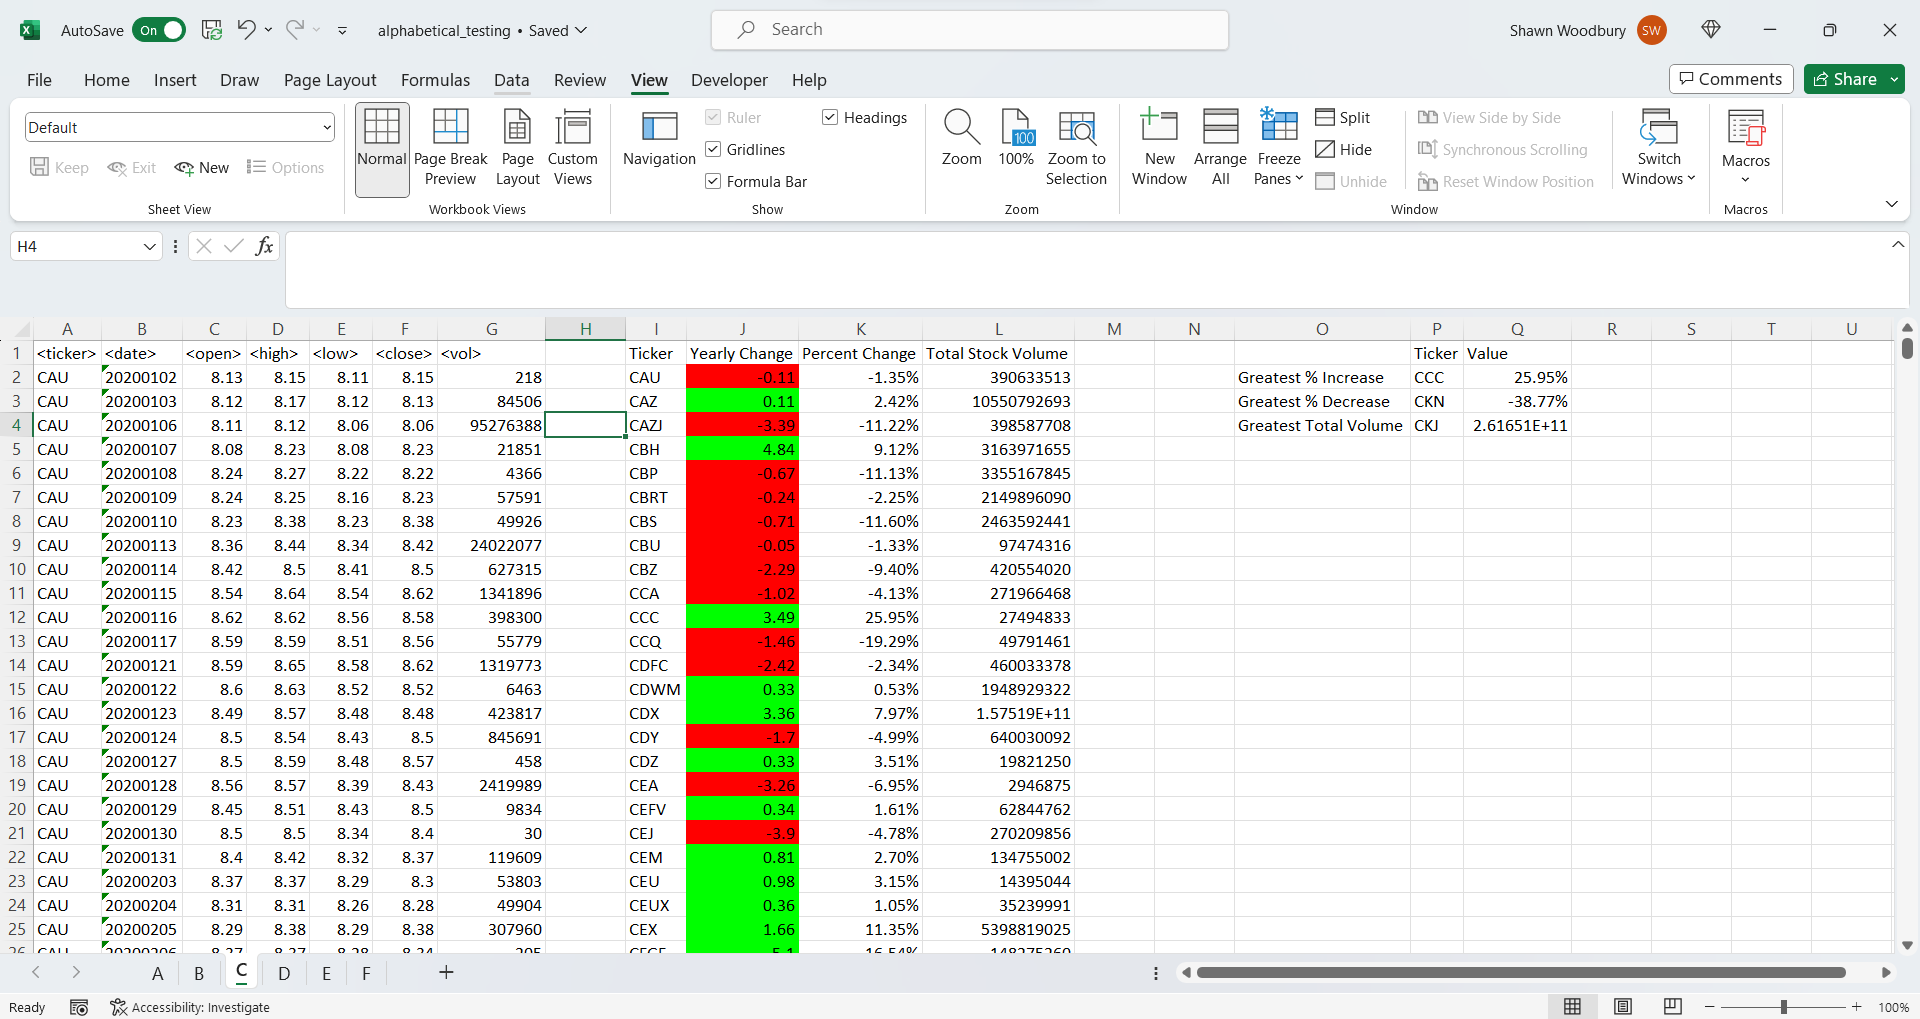 AutoSave On alphabetical_testing • Saved Search Shawn Woodbury SW
File Home Insert Draw Page Layout Formulas Data Review View Developer Help Comments Share
Default
Keep Exit New Options
Sheet View
Normal Page Break Preview Page Layout Custom Views
Workbook Views
Navigation Ruler Gridlines Formula Bar Headings
Show
Zoom 100 100% Zoom to Selection
Zoom
New Window Arrange All Freeze Panes Split Hide Unhide View Side by Side Synchronous Scrolling Reset Window Position Switch Windows
Window
Macros
Macros
H4 fx
A B C D E F G H I J K L M N O P Q R S T U
1 <ticker> <date> <open> <high> <low> <close> <vol> Ticker Yearly Change Percent Change Total Stock Volume Ticker Value
2 CAU 20200102 8.13 8.15 8.11 8.15 218 CAU -0.11 -1.35% 390633513 Greatest % Increase CCC 25.95%
3 CAU 20200103 8.12 8.17 8.12 8.13 84506 CAZ 0.11 2.42% 10550792693 Greatest % Decrease CKN -38.77%
4 CAU 20200106 8.11 8.12 8.06 8.06 95276388 CAZJ -3.39 -11.22% 398587708 Greatest Total Volume CKJ 2.61651E+11
5 CAU 20200107 8.08 8.23 8.08 8.23 21851 CBH 4.84 9.12% 3163971655
6 CAU 20200108 8.24 8.27 8.22 8.22 4366 CBP -0.67 -11.13% 3355167845
7 CAU 20200109 8.24 8.25 8.16 8.23 57591 CBRT -0.24 -2.25% 2149896090
8 CAU 20200110 8.23 8.38 8.23 8.38 49926 CBS -0.71 -11.60% 2463592441
9 CAU 20200113 8.36 8.44 8.34 8.42 24022077 CBU -0.05 -1.33% 97474316
10 CAU 20200114 8.42 8.5 8.41 8.5 627315 CBZ -2.29 -9.40% 420554020
11 CAU 20200115 8.54 8.64 8.54 8.62 1341896 CCA -1.02 -4.13% 271966468
12 CAU 20200116 8.62 8.62 8.56 8.58 398300 CCC 3.49 25.95% 27494833
13 CAU 20200117 8.59 8.59 8.51 8.56 55779 CCQ -1.46 -19.29% 49791461
14 CAU 20200121 8.59 8.65 8.58 8.62 1319773 CDFC -2.42 -2.34% 460033378
15 CAU 20200122 8.6 8.63 8.52 8.52 6463 CDWM 0.33 0.53% 1948929322
16 CAU 20200123 8.49 8.57 8.48 8.48 423817 CDX 3.36 7.97% 1.57519E+11
17 CAU 20200124 8.5 8.54 8.43 8.5 845691 CDY -1.7 -4.99% 640030092
18 CAU 20200127 8.5 8.59 8.48 8.57 458 CDZ 0.33 3.51% 19821250
19 CAU 20200128 8.56 8.57 8.39 8.43 2419989 CEA -3.26 -6.95% 2946875
20 CAU 20200129 8.45 8.51 8.43 8.5 9834 CEFV 0.34 1.61% 62844762
21 CAU 20200130 8.5 8.5 8.34 8.4 30 CEJ -3.9 -4.78% 270209856
22 CAU 20200131 8.4 8.42 8.32 8.37 119609 CEM 0.81 2.70% 134755002
23 CAU 20200203 8.37 8.37 8.29 8.3 53803 CEU 0.98 3.15% 14395044
24 CAU 20200204 8.31 8.31 8.26 8.28 49904 CEUX 0.36 1.05% 35239991
25 CAU 20200205 8.29 8.38 8.29 8.38 307960 CEX 1.66 11.35% 5398819025
A B C D E F
Ready Accessibility: Investigate 100%